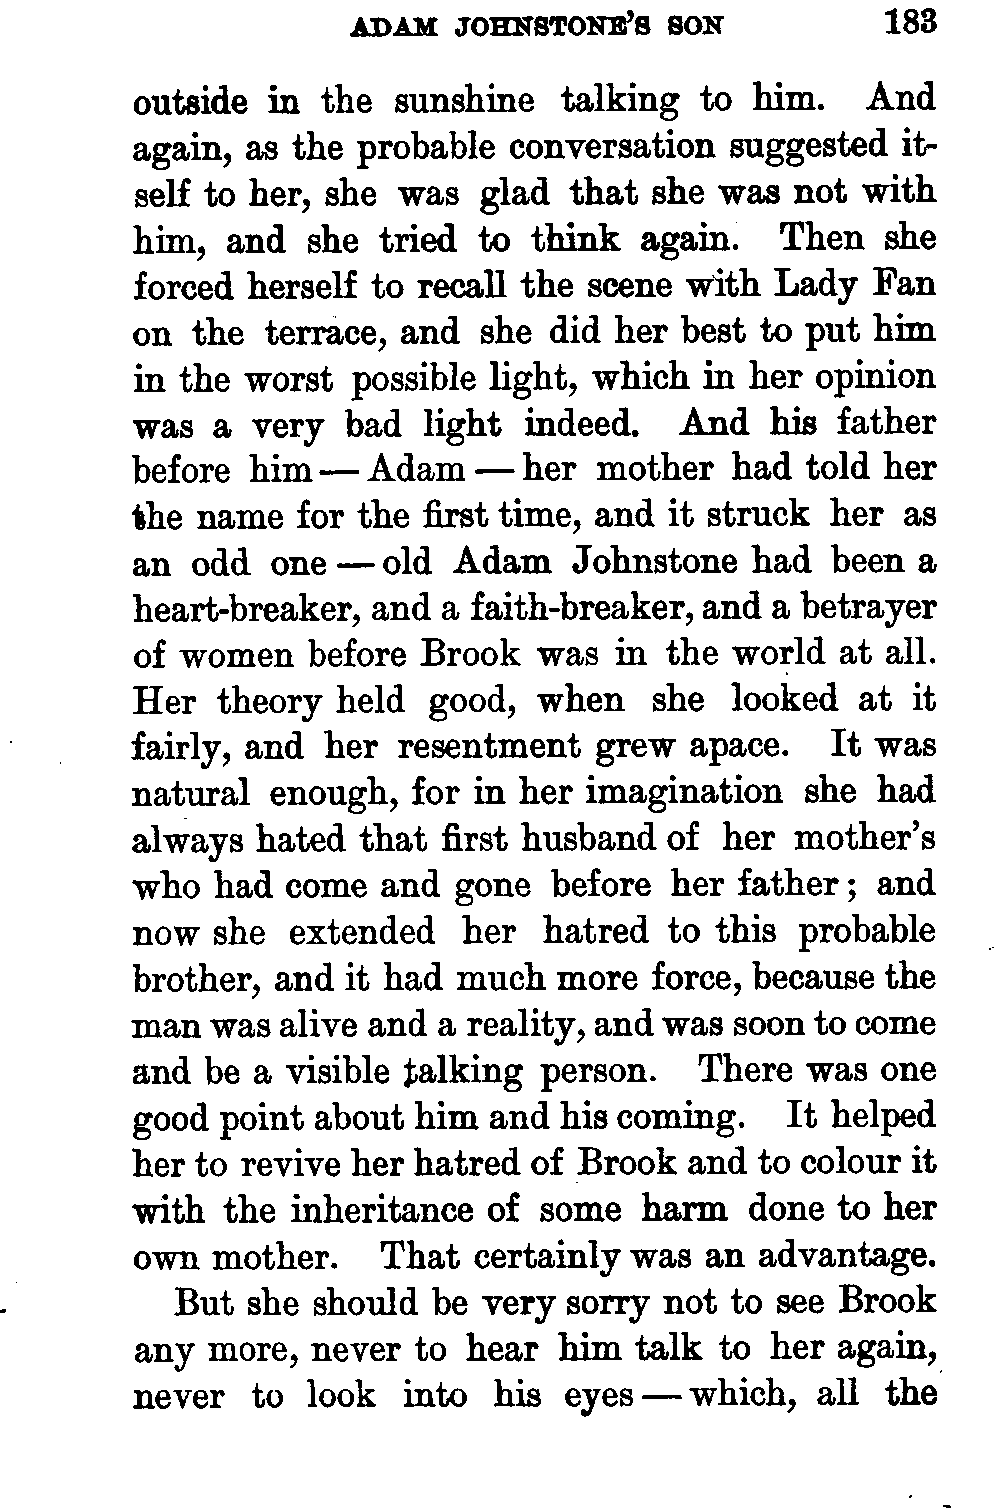 ADAM JOHNSTONE'S SON 183
outside in the sunshine talking to him. And
again, as the probable conversation suggested it-
self to her, she was glad that she was not with
him, and she tried to think again. Then she
forced herself to recall the scene with Lady Fan
on the terrace, and she did her best to put him
in the worst possible light, which in her opinion
was a very bad light indeed. And his father
before him — Adam — her mother had told her
the name for the first time, and it struck her as
an odd one — old Adam Johnstone had been a
heart-breaker, and a faith-breaker, and a betrayer
of women before Brook was in the world at all.
Her theory held good, when she looked at it
fairly, and her resentment grew apace. It was
natural enough, for in her imagination she had
always hated that first husband of her mother's
who had come and gone before her father; and
now she extended her hatred to this probable
brother, and it had much more force, because the
man was alive and a reality, and was soon to come
and be a visible talking person. There was one
good point about him and his coming. It helped
her to revive her hatred of Brook and to colour it
with the inheritance of some harm done to her
own mother. That certainly was an advantage.
But she should be very sorry not to see Brook
any more, never to hear him talk to her again,
never to look into his eyes — which, all the